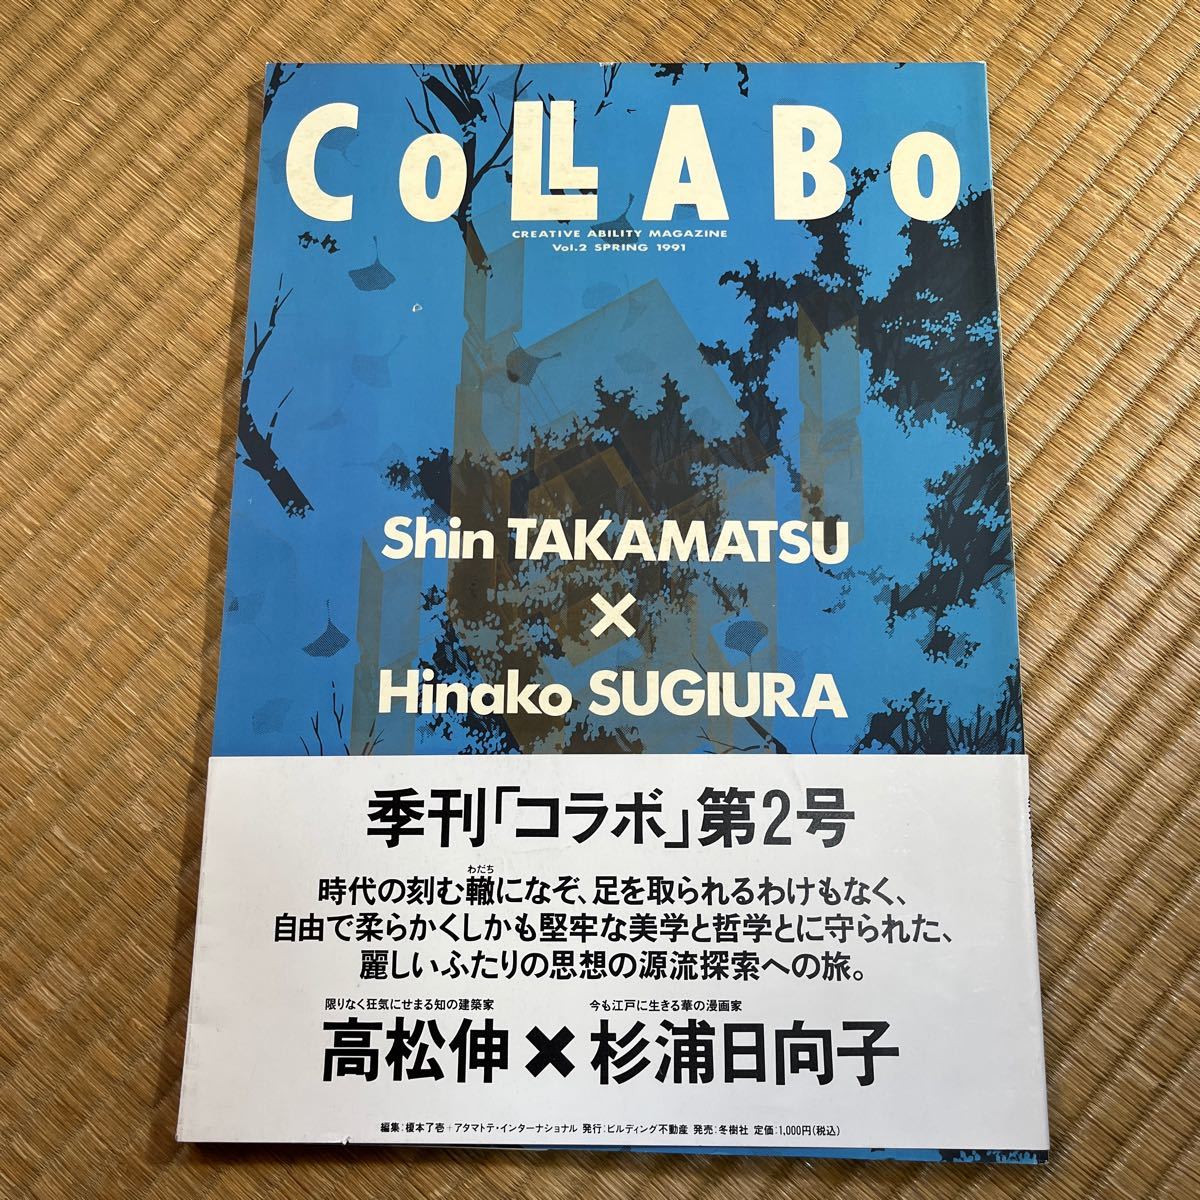 CoLLABo
CREATIVE ABILITY MAGAZINE
Vol.2 SPRING 1991
Shin TAKAMATSU
×
Hinako SUGIURA
季刊「コラボ」第2号
わだち
時代の刻む轍になぞ、足を取られるわけもなく、
自由で柔らかくしかも堅牢な美学と哲学とに守られた、
麗しいふたりの思想の源流探索への旅。
限りなく狂気にせまる知の建築家 今も江戸に生きる華の漫画家
高松伸×杉浦日向子
編集:榎本了壱+アタマトテ・インターナショナル 発行:ビルディング不動産 発売:冬樹社 定価:1,000円(税込)